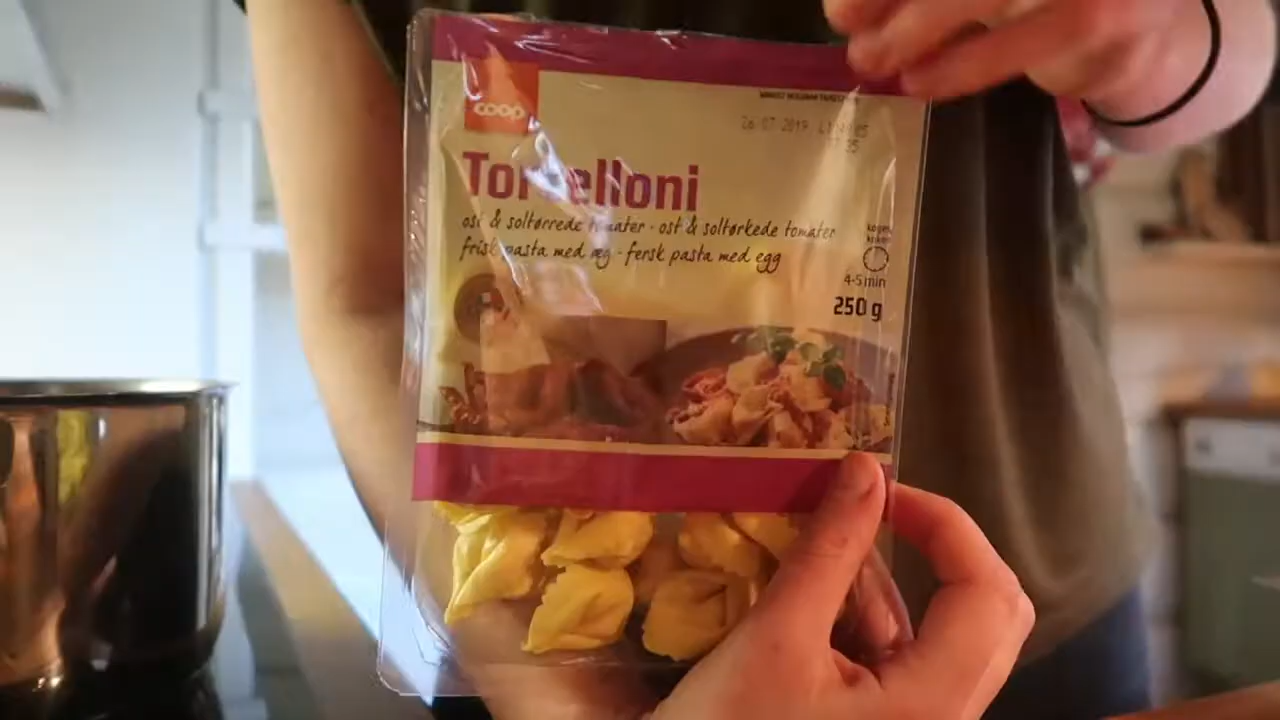 coop
26.07.2019
Tortelloni
ost & soltørrede tomater - ost & soltørkede tomater
frisk pasta med æg - fersk pasta med egg
4-5 min
250 g